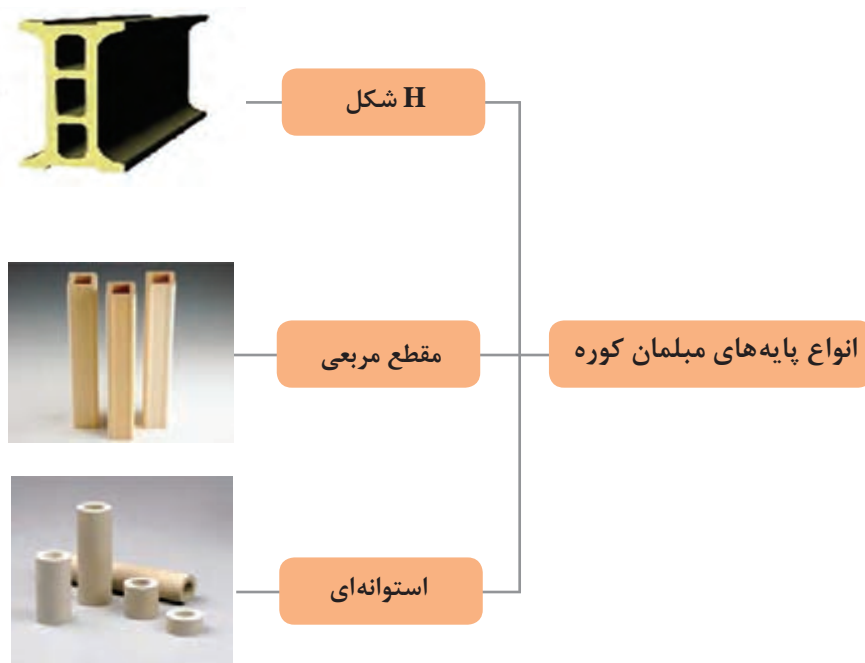 انواع پایه‌های مبلمان کوره
H شکل
مقطع مربعی
استوانه‌ای